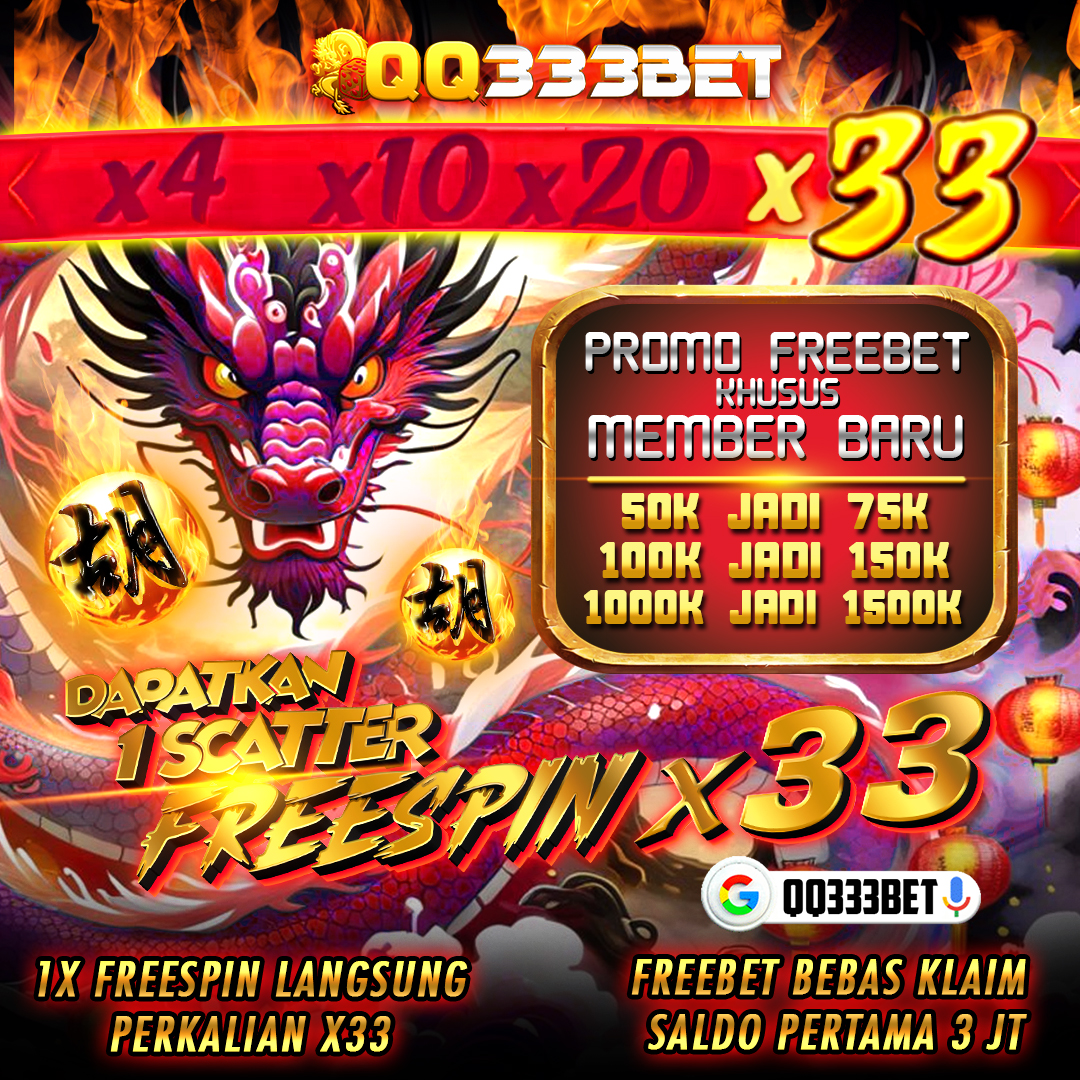 QQ333BET
x4 x10 x20 x33
PROMO FREEBET
KHUSUS
MEMBER BARU
50K JADI 75K
100K JADI 150K
1000K JADI 1500K
胡
胡
DAPATKAN
1 SCATTER
FREESPIN x33
G QQ333BET
1X FREESPIN LANGSUNG
PERKALIAN X33
FREEBET BEBAS KLAIM
SALDO PERTAMA 3 JT